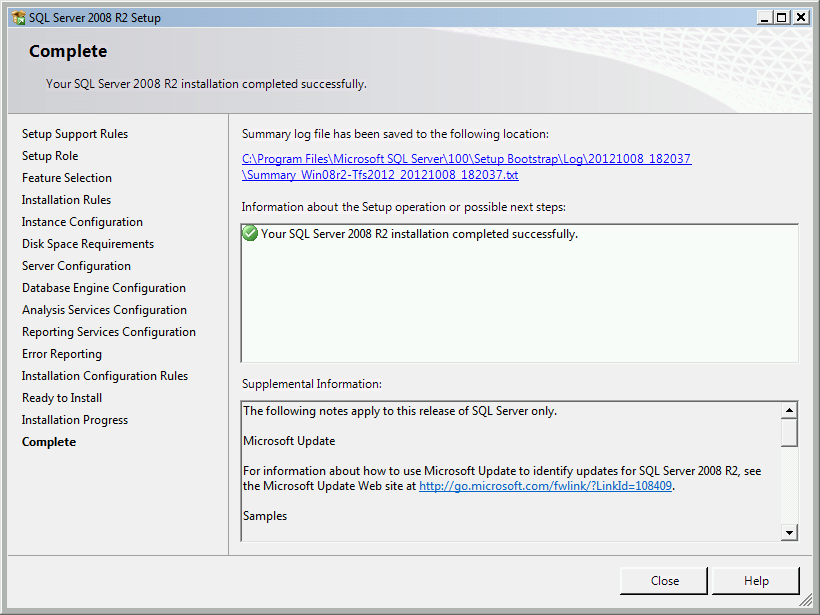 SQL Server 2008 R2 Setup
Complete
Your SQL Server 2008 R2 installation completed successfully.
Setup Support Rules
Setup Role
Feature Selection
Installation Rules
Instance Configuration
Disk Space Requirements
Server Configuration
Database Engine Configuration
Analysis Services Configuration
Reporting Services Configuration
Error Reporting
Installation Configuration Rules
Ready to Install
Installation Progress
Complete
Summary log file has been saved to the following location:
C:\Program Files\Microsoft SQL Server\100\Setup Bootstrap\Log\20121008_182037
\Summary_Win08r2-Tfs2012_20121008_182037.txt
Information about the Setup operation or possible next steps:
Your SQL Server 2008 R2 installation completed successfully.
Supplemental Information:
The following notes apply to this release of SQL Server only.
Microsoft Update
For information about how to use Microsoft Update to identify updates for SQL Server 2008 R2, see
the Microsoft Update Web site at http://go.microsoft.com/fwlink/?LinkId=108409.
Samples
Close
Help